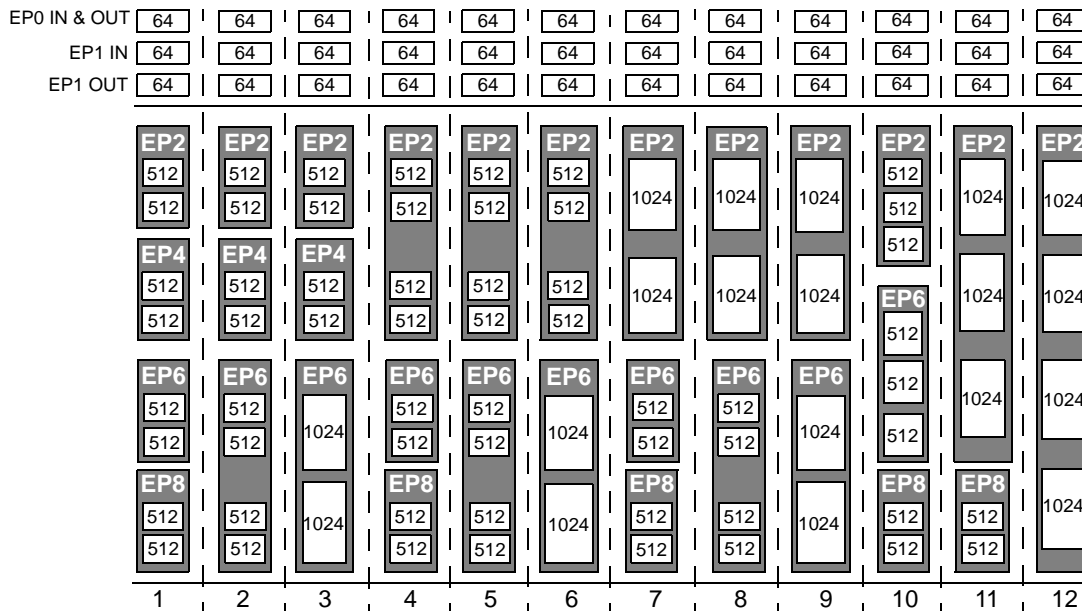 EP0 IN & OUT 64 64 64 64 64 64 64 64 64 64 64 64
EP1 IN 64 64 64 64 64 64 64 64 64 64 64 64
EP1 OUT 64 64 64 64 64 64 64 64 64 64 64 64
EP2 EP2 EP2 EP2 EP2 EP2 EP2 EP2 EP2 EP2 EP2 EP2
512 512 512 512 512 512 512
1024 1024 1024 1024 1024
512 512 512 512 512 512 512
512
EP4 EP4 EP4
512 512 512 512 512 512
1024 1024 1024 EP6 1024 1024
512 512 512 512 512 512 512
EP6 EP6 EP6 EP6 EP6 EP6 EP6 EP6 EP6 512
512 512 512 512 512 512 1024 1024
1024 1024 1024
512 512 512 512 512 512 512
EP8 EP8 EP8 EP8 EP8
512 512 1024 512 512 1024 512 512 1024 512 512 1024
512 512 512 512 512 512 512 512
1 2 3 4 5 6 7 8 9 10 11 12